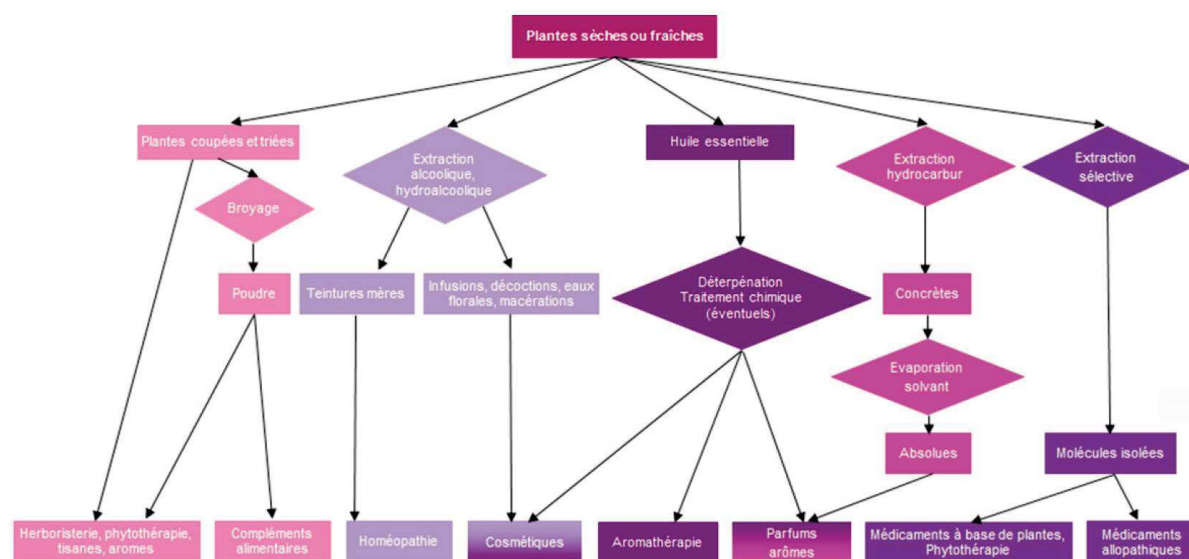 Plantes sèches ou fraîches
Plantes coupées et triées
Extraction
alcoolique,
hydroalcoolique
Huile essentielle
Extraction
hydrocarbur
Extraction
sélective
Broyage
Poudre
Teintures mères
Infusions, décoctions, eaux
florales, macérations
Déterpénation
Traitement chimique
(éventuels)
Concrètes
Evaporation
solvant
Absolues
Molécules isolées
Herboristerie, phytothérapie,
tisanes, aromes
Compléments
alimentaires
Homéopathie
Cosmétiques
Aromathérapie
Parfums
arômes
Médicaments à base de plantes,
Phytothérapie
Médicaments
allopathiques